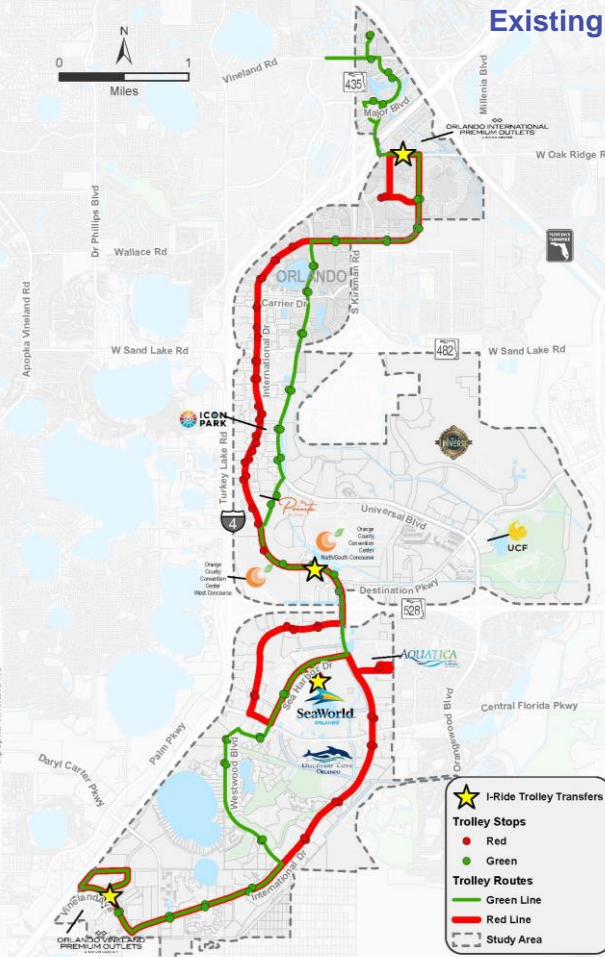 Existing
N
0 1
Miles
Vineland Rd
435
Major Blvd
Millenia Blvd
ORLANDO INTERNATIONAL
PREMIUM OUTLETS
W Oak Ridge R
Dr Phillips Blvd
Wallace Rd
ORLANDO
S Kirkman Rd
Carrier Dr
Apopka Vineland Rd
W Sand Lake Rd
International Dr
482
W Sand Lake Rd
ICON
PARK
Turkey Lake Rd
Pointe
Universal Blvd
4
Orange
County
Convention
Center
North/South Concourse
UCF
Orange
County
Convention
Center
West Concourse
Destination Pkwy
528
AQUATICA
Sea Harbor Dr
SeaWorld
ORLANDO
Central Florida Pkwy
Orangewood Blvd
Palm Pkwy
Westwood Blvd
Discovery Cove
ORLANDO
Daryl Carter Pkwy
International Dr
Vineland Ave
ORLANDO VINELAND
PREMIUM OUTLETS
I-Ride Trolley Transfers
Trolley Stops
Red
Green
Trolley Routes
Green Line
Red Line
Study Area